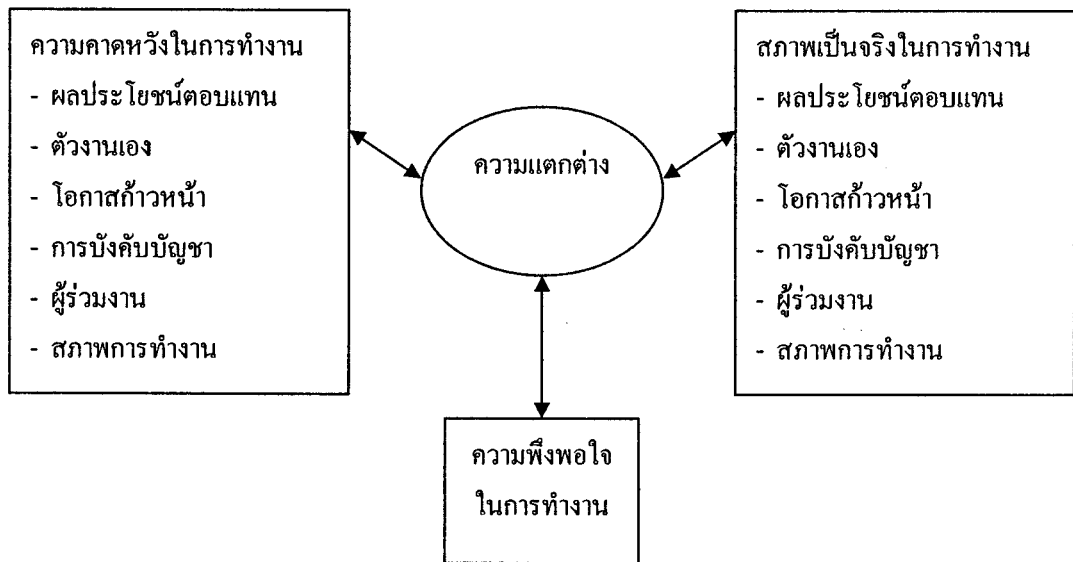 ความคาดหวังในการทำงาน
- ผลประโยชน์ตอบแทน
- ตัวงานเอง
- โอกาสก้าวหน้า
- การบังคับบัญชา
- ผู้ร่วมงาน
- สภาพการทำงาน
ความแตกต่าง
สภาพเป็นจริงในการทำงาน
- ผลประโยชน์ตอบแทน
- ตัวงานเอง
- โอกาสก้าวหน้า
- การบังคับบัญชา
- ผู้ร่วมงาน
- สภาพการทำงาน
ความพึงพอใจ
ในการทำงาน